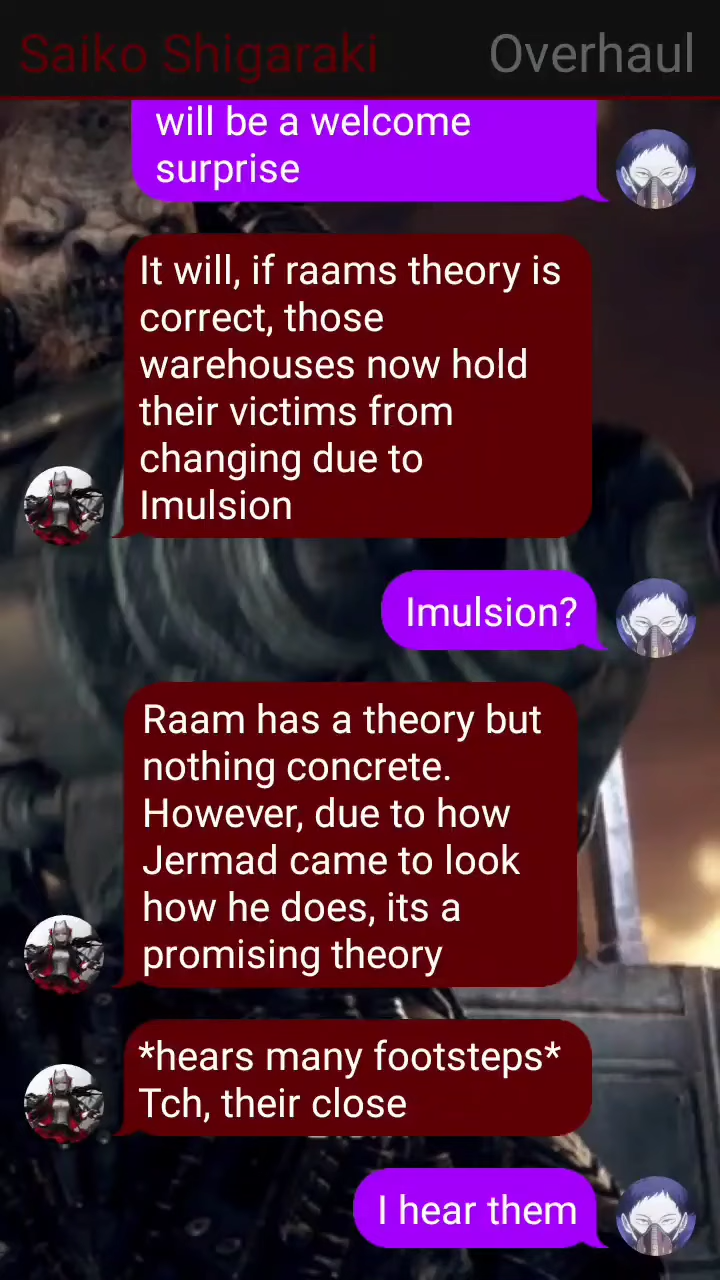 Saiko Shigaraki Overhaul
will be a welcome
surprise
It will, if raams theory is
correct, those
warehouses now hold
their victims from
changing due to
Imulsion
Imulsion?
Raam has a theory but
nothing concrete.
However, due to how
Jermad came to look
how he does, its a
promising theory
*hears many footsteps*
Tch, their close
I hear them